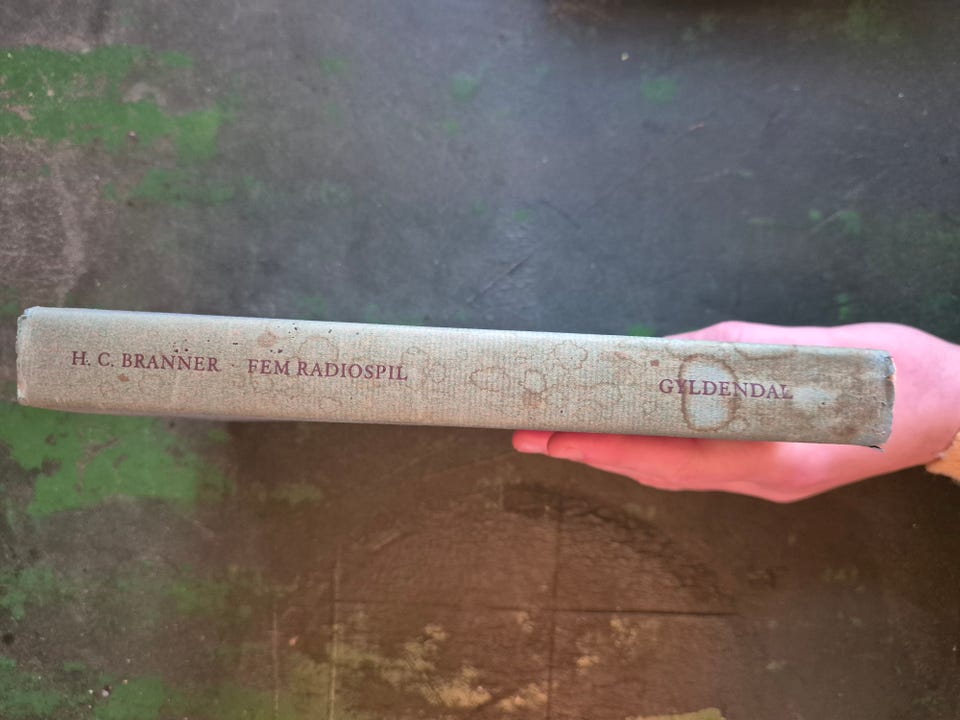 H. C. BRANNER · FEM RADIOSPIL GYLDENDAL